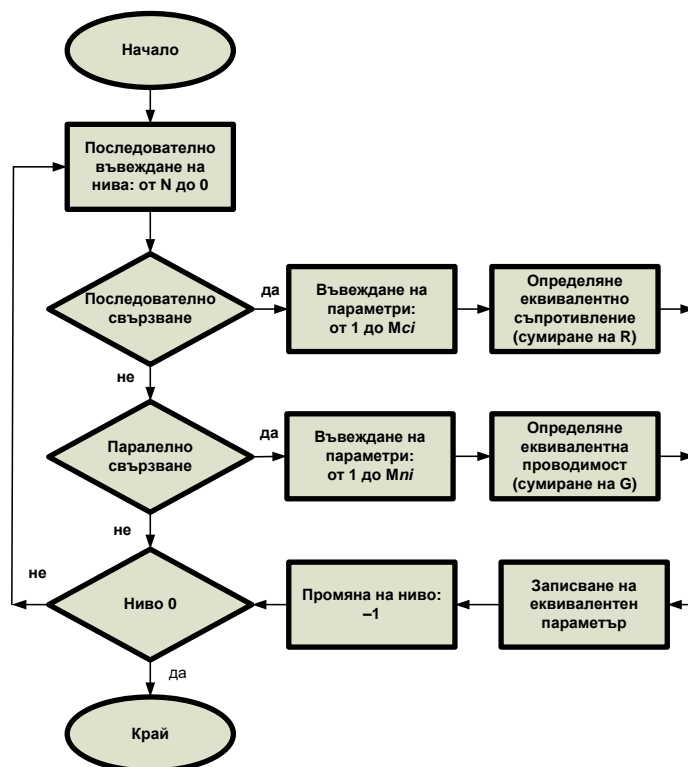 Начало
Последователно
въвеждане на
нива: от N до 0
Последователно
свързване
да
Въвеждане на
параметри:
от 1 до Mci
Определяне
еквивалентно
съпротивление
(сумиране на R)
не
Паралелно
свързване
да
Въвеждане на
параметри:
от 1 до Mni
Определяне
еквивалентна
проводимост
(сумиране на G)
не
не
Ниво 0
Промяна на ниво:
–1
Записване на
еквивалентен
параметър
да
Край